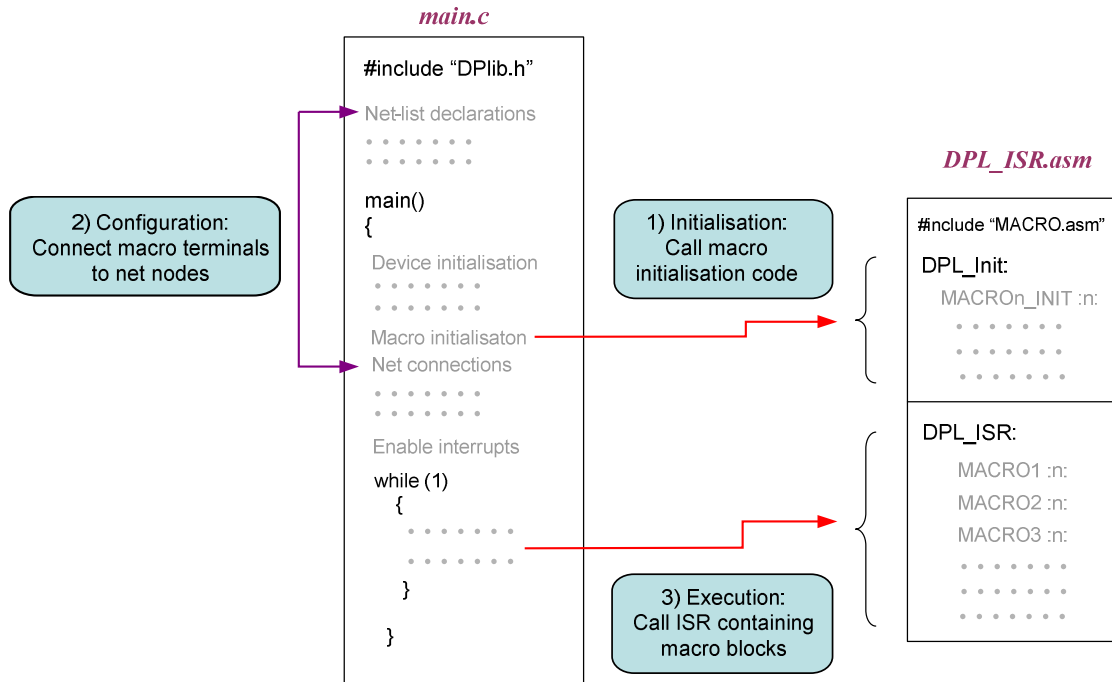 main.c
#include “DPlib.h”
Net-list declarations
main()
{
Device initialisation
Macro initialisaton
Net connections
Enable interrupts
while (1)
{
}
}
2) Configuration:
Connect macro terminals
to net nodes
1) Initialisation:
Call macro
initialisation code
3) Execution:
Call ISR containing
macro blocks
DPL_ISR.asm
#include “MACRO.asm”
DPL_Init:
MACROn_INIT :n:
DPL_ISR:
MACRO1 :n:
MACRO2 :n:
MACRO3 :n: